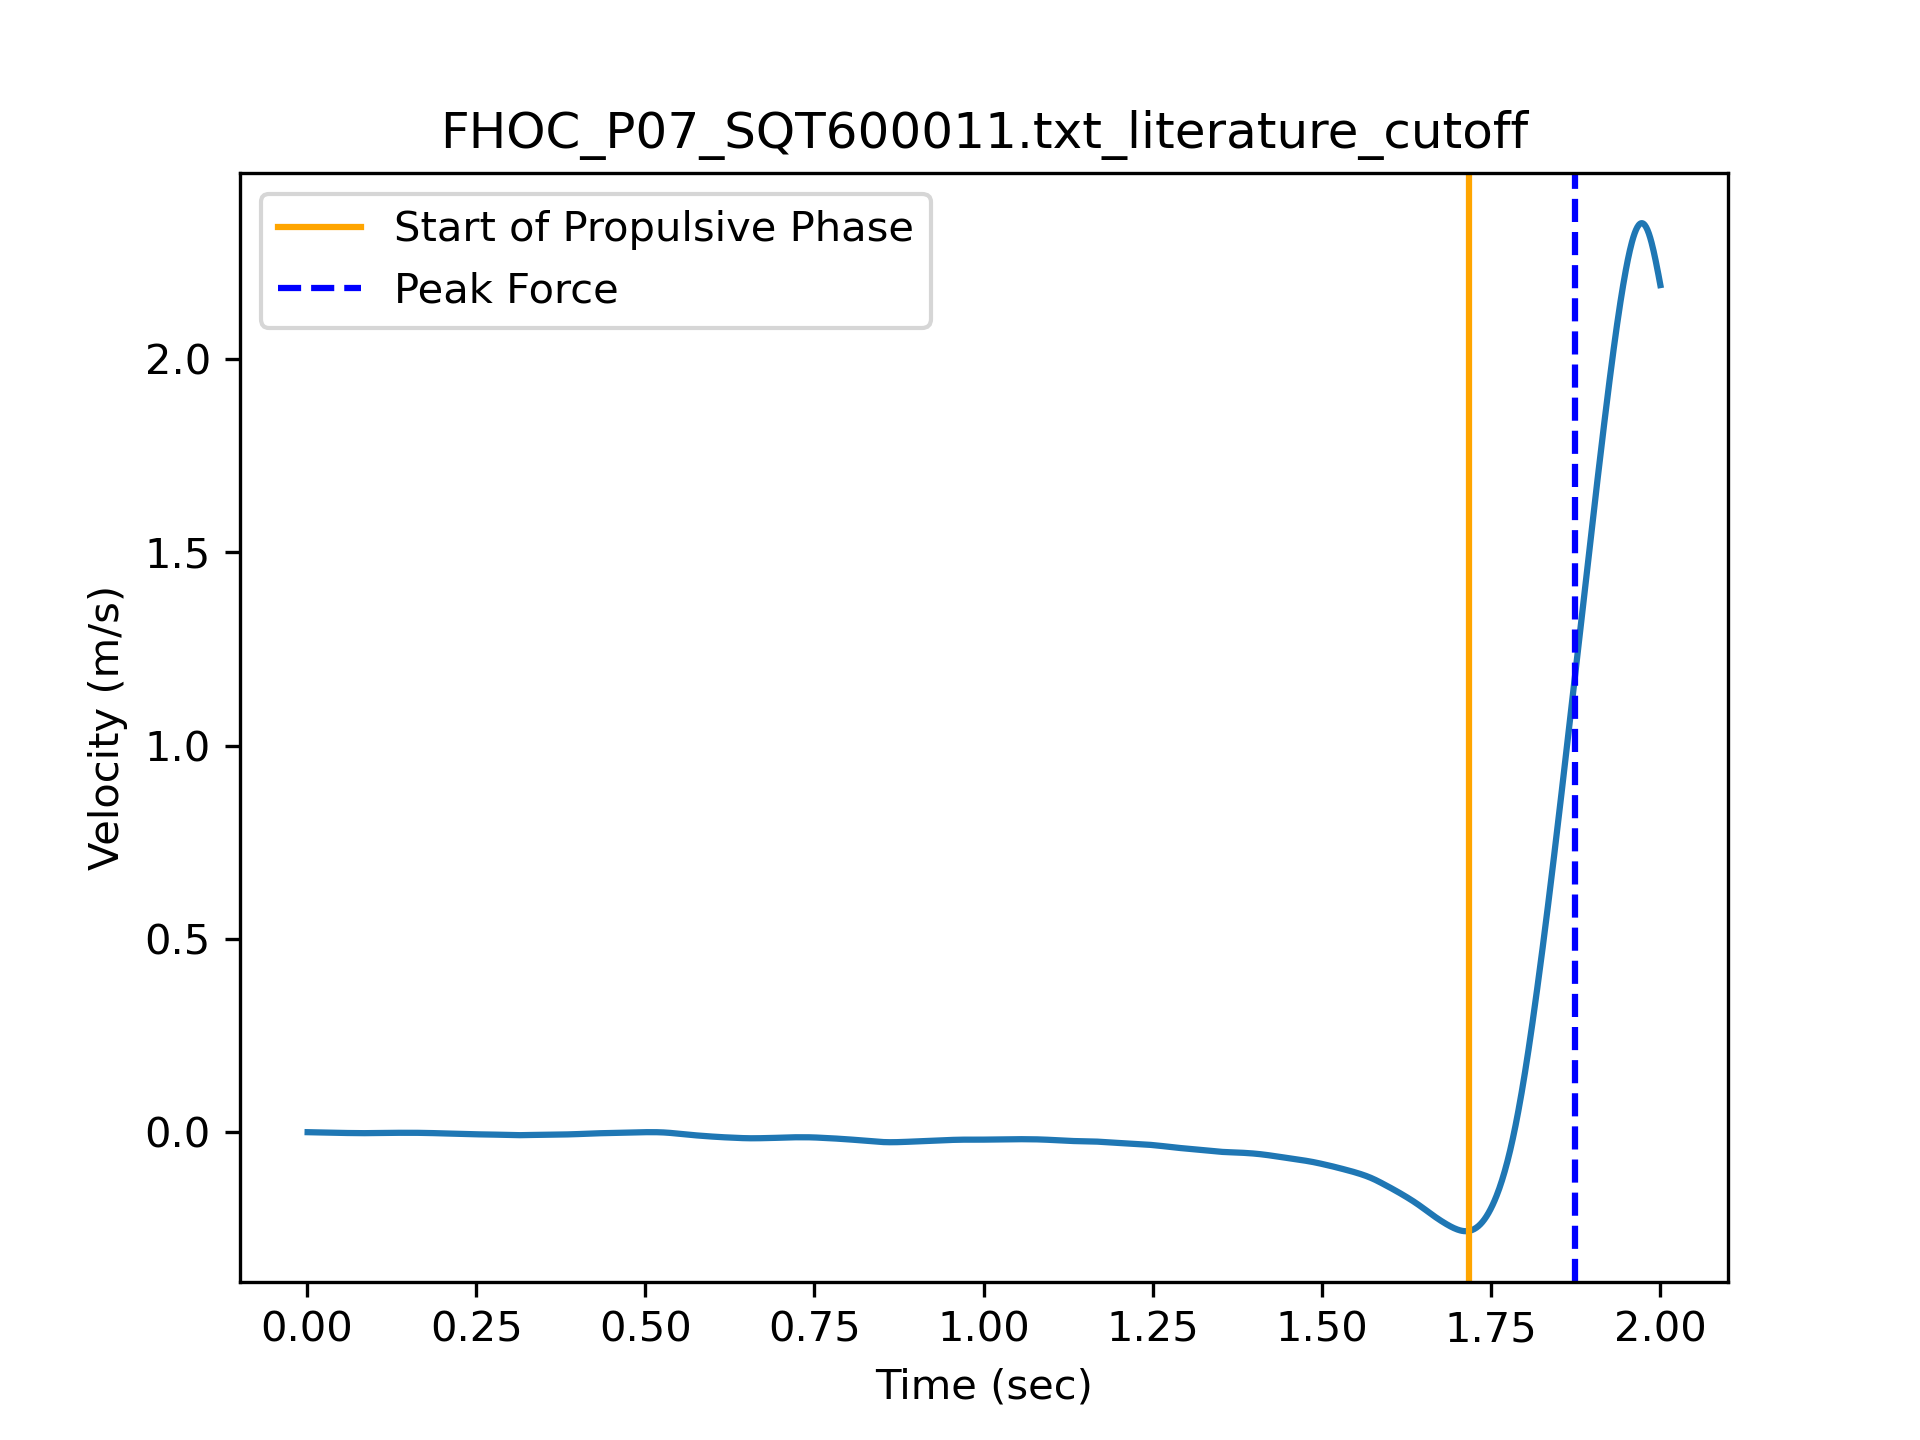 FHOC_P07_SQT600011.txt_literature_cutoff
Start of Propulsive Phase
Peak Force
2.0
1.5
1.0
0.5
0.0
Velocity (m/s)
0.00 0.25 0.50 0.75 1.00 1.25 1.50 1.75 2.00
Time (sec)